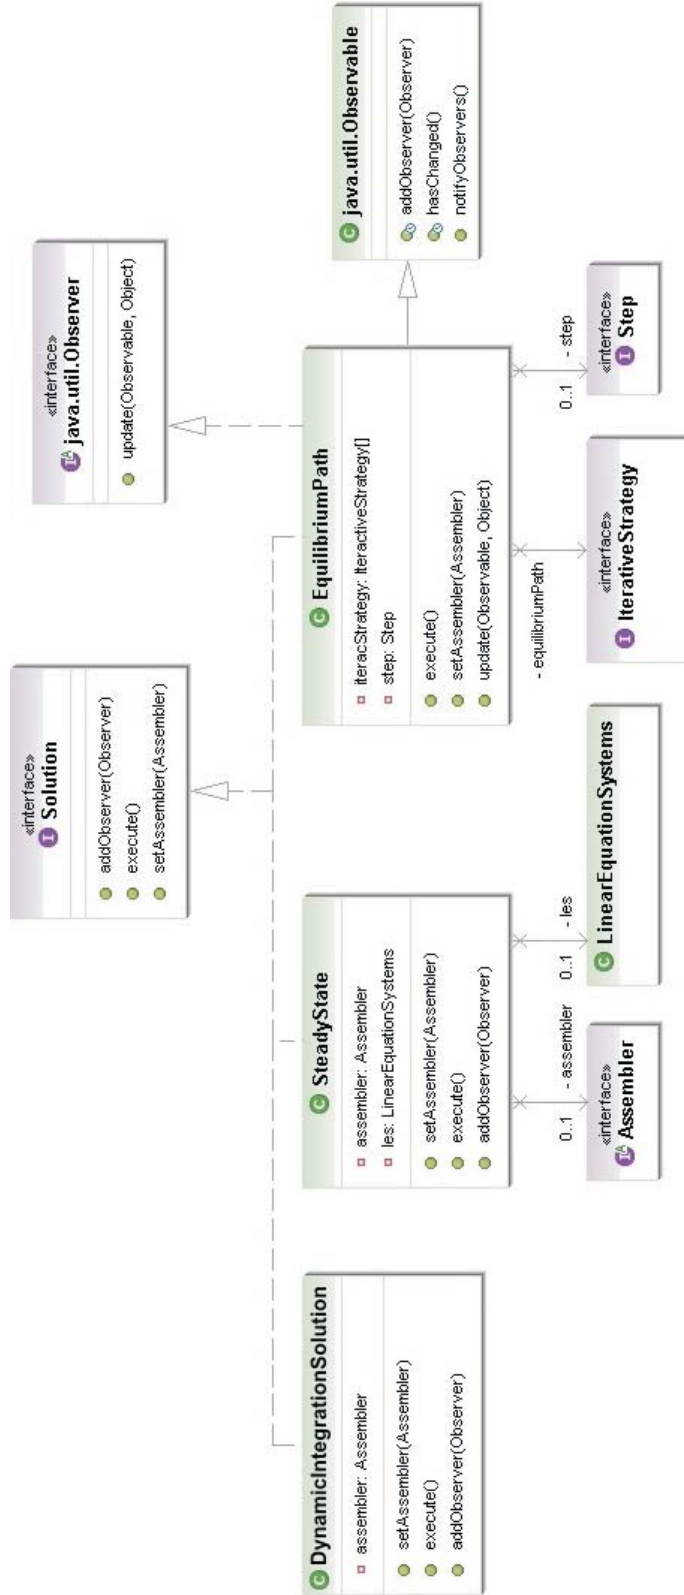 «interface»
Solution
addObserver(Observer)
execute()
setAssembler(Assembler)
«interface»
java.util.Observer
update(Observable, Object)
DynamicIntegrationSolution
assembler: Assembler
setAssembler(Assembler)
execute()
addObserver(Observer)
SteadyState
assembler: Assembler
les: LinearEquationSystems
setAssembler(Assembler)
execute()
addObserver(Observer)
EquilibriumPath
iteracStrategy: IteractiveStrategy[]
step: Step
execute()
setAssembler(Assembler)
update(Observable, Object)
java.util.Observable
addObserver(Observer)
hasChanged()
notifyObservers()
0..1
- assembler
0..1
- les
- equilibriumPath
0..1
- step
«interface»
Assembler
LinearEquationSystems
«interface»
IterativeStrategy
«interface»
Step